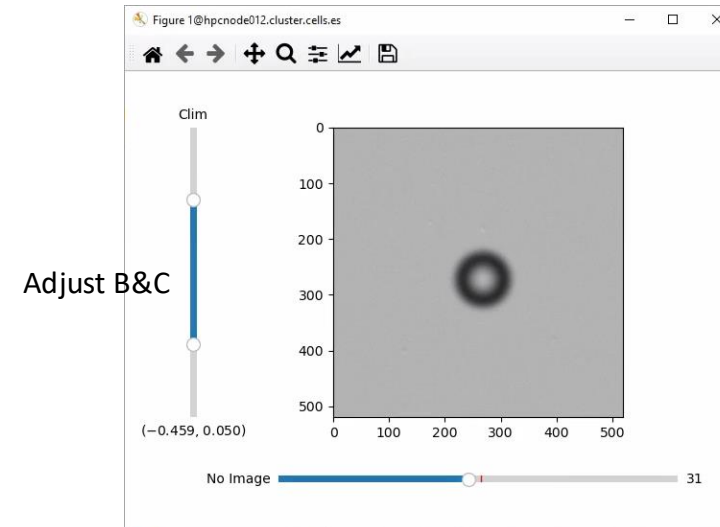 Figure 1@hpcnode012.cluster.cells.es
Clim
Adjust B&C
(−0.459, 0.050)
0
100
200
300
400
500
0 100 200 300 400 500
No Image 31